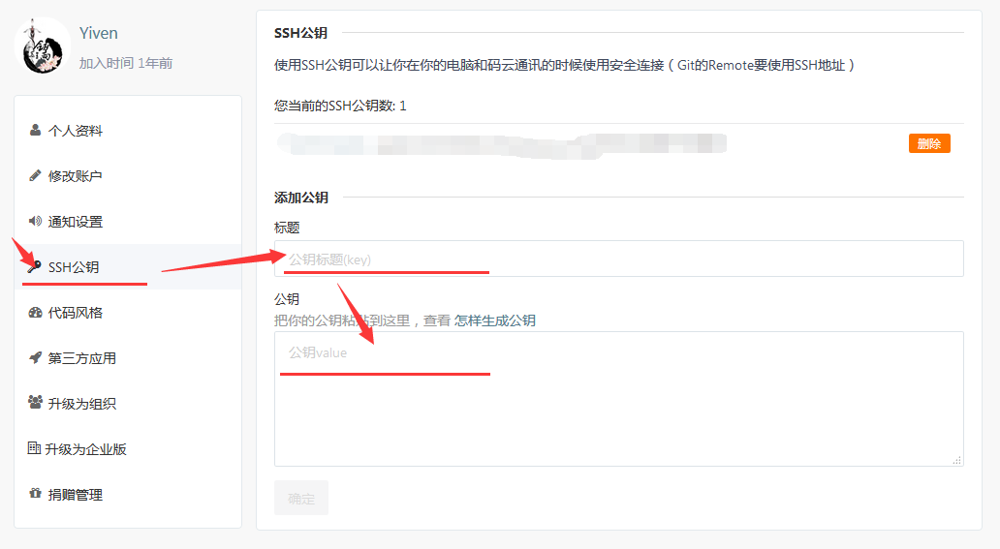 Yiven
加入时间 1年前
个人资料
修改账户
通知设置
SSH公钥
代码风格
第三方应用
升级为组织
升级为企业版
捐赠管理
SSH公钥
使用SSH公钥可以让你在你的电脑和码云通讯的时候使用安全连接（Git的Remote要使用SSH地址）
您当前的SSH公钥数: 1
删除
添加公钥
标题
公钥标题(key)
公钥
把你的公钥粘贴到这里，查看 怎样生成公钥
公钥value
确定